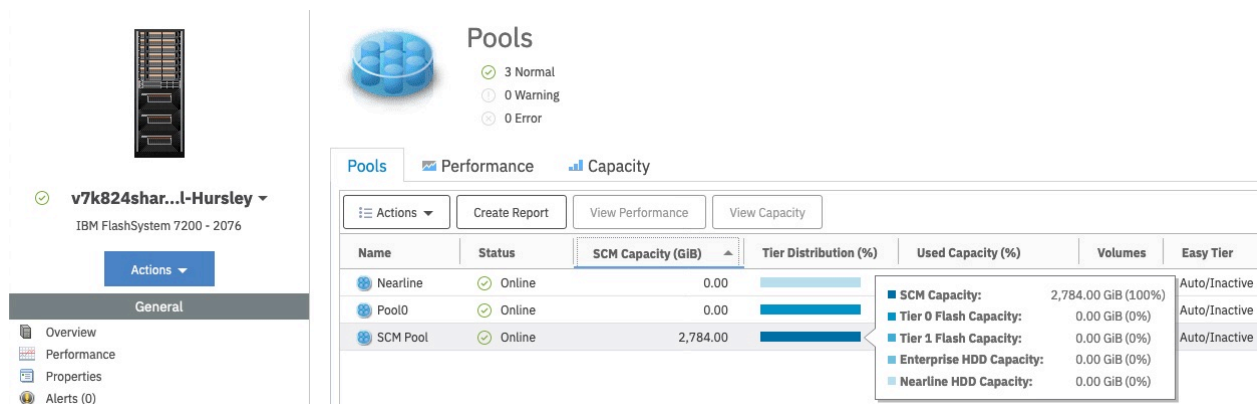 Pools
3 Normal
0 Warning
0 Error
v7k824shar...l-Hursley
IBM FlashSystem 7200 - 2076
Actions
General
Overview
Performance
Properties
Alerts (0)
Pools Performance Capacity
Actions Create Report View Performance View Capacity
Name Status SCM Capacity (GiB) Tier Distribution (%) Used Capacity (%) Volumes Easy Tier
Nearline Online 0.00 Auto/Inactive
Pool0 Online 0.00 Auto/Inactive
SCM Pool Online 2,784.00 Auto/Inactive
SCM Capacity: 2,784.00 GiB (100%)
Tier 0 Flash Capacity: 0.00 GiB (0%)
Tier 1 Flash Capacity: 0.00 GiB (0%)
Enterprise HDD Capacity: 0.00 GiB (0%)
Nearline HDD Capacity: 0.00 GiB (0%)